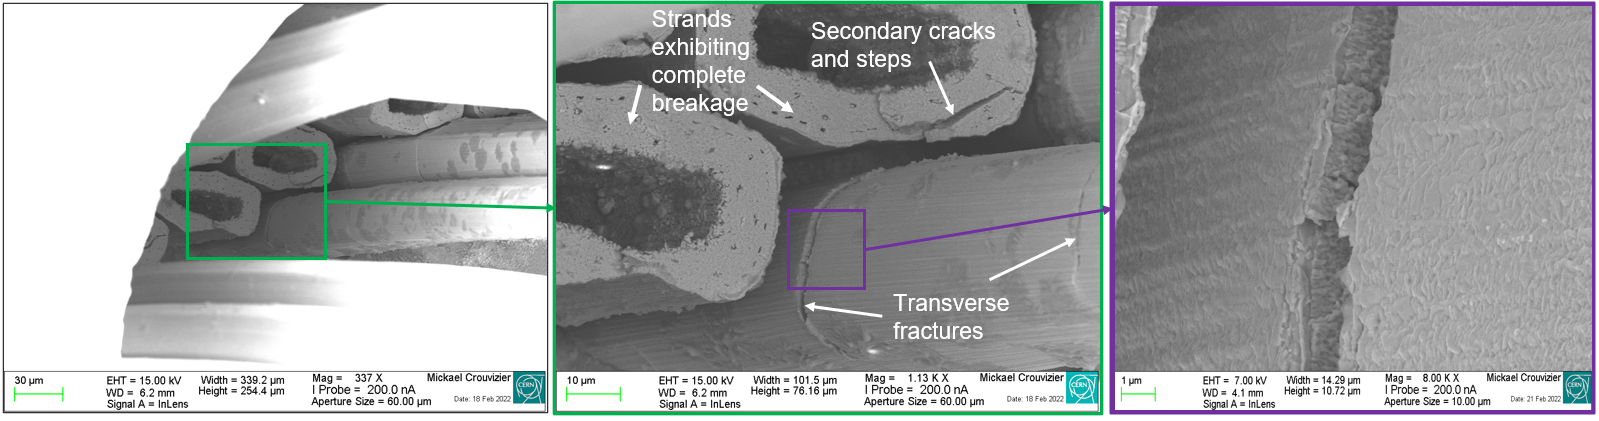 Strands
exhibiting
complete
breakage
Secondary cracks
and steps
Transverse
fractures
30 µm
EHT = 15.00 kV
WD = 6.2 mm
Signal A = InLens
Width = 339.2 µm
Height = 254.4 µm
Mag = 337 X
I Probe = 200.0 nA
Aperture Size = 60.00 µm
Mickael Crouvizier
Date: 18 Feb 2022
CERN
10 µm
EHT = 15.00 kV
WD = 6.2 mm
Signal A = InLens
Width = 101.5 µm
Height = 76.16 µm
Mag = 1.13 K X
I Probe = 200.0 nA
Aperture Size = 60.00 µm
Mickael Crouvizier
Date: 18 Feb 2022
CERN
1 µm
EHT = 7.00 kV
WD = 4.1 mm
Signal A = InLens
Width = 14.29 µm
Height = 10.72 µm
Mag = 8.00 K X
I Probe = 200.0 nA
Aperture Size = 10.00 µm
Mickael Crouvizier
Date: 21 Feb 2022
CERN